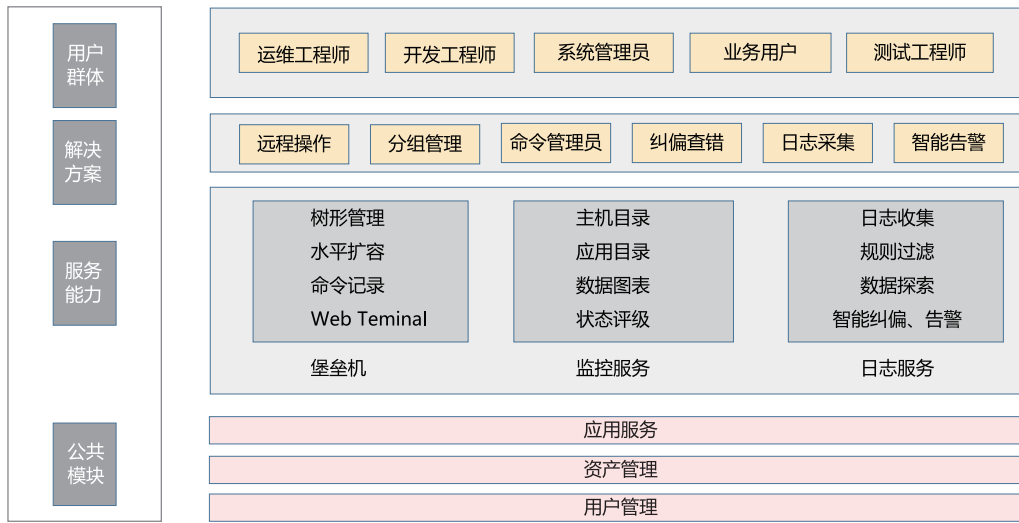 用户
群体
运维工程师
开发工程师
系统管理员
业务用户
测试工程师
解决
方案
远程操作
分组管理
命令管理员
纠偏查错
日志采集
智能告警
服务
能力
树形管理
水平扩容
命令记录
Web Teminal
堡垒机
主机目录
应用目录
数据图表
状态评级
监控服务
日志收集
规则过滤
数据探索
智能纠偏、告警
日志服务
公共
模块
应用服务
资产管理
用户管理